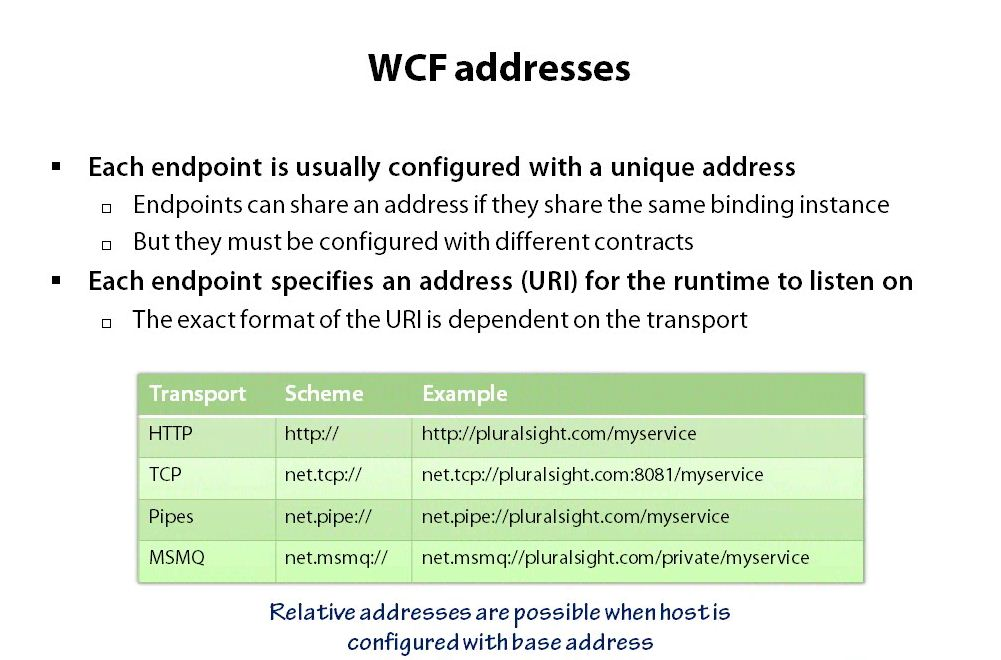 WCF addresses
▪ Each endpoint is usually configured with a unique address
▫ Endpoints can share an address if they share the same binding instance
▫ But they must be configured with different contracts
▪ Each endpoint specifies an address (URI) for the runtime to listen on
▫ The exact format of the URI is dependent on the transport
Transport Scheme Example
HTTP http:// http://pluralsight.com/myservice
TCP net.tcp:// net.tcp://pluralsight.com:8081/myservice
Pipes net.pipe:// net.pipe://pluralsight.com/myservice
MSMQ net.msmq:// net.msmq://pluralsight.com/private/myservice
Relative addresses are possible when host is
configured with base address